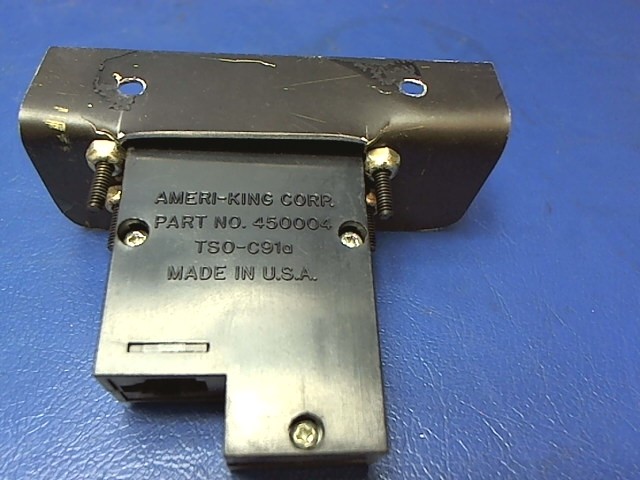 AMERI-KING CORP.
PART NO. 450004
TSO-C91a
MADE IN U.S.A.